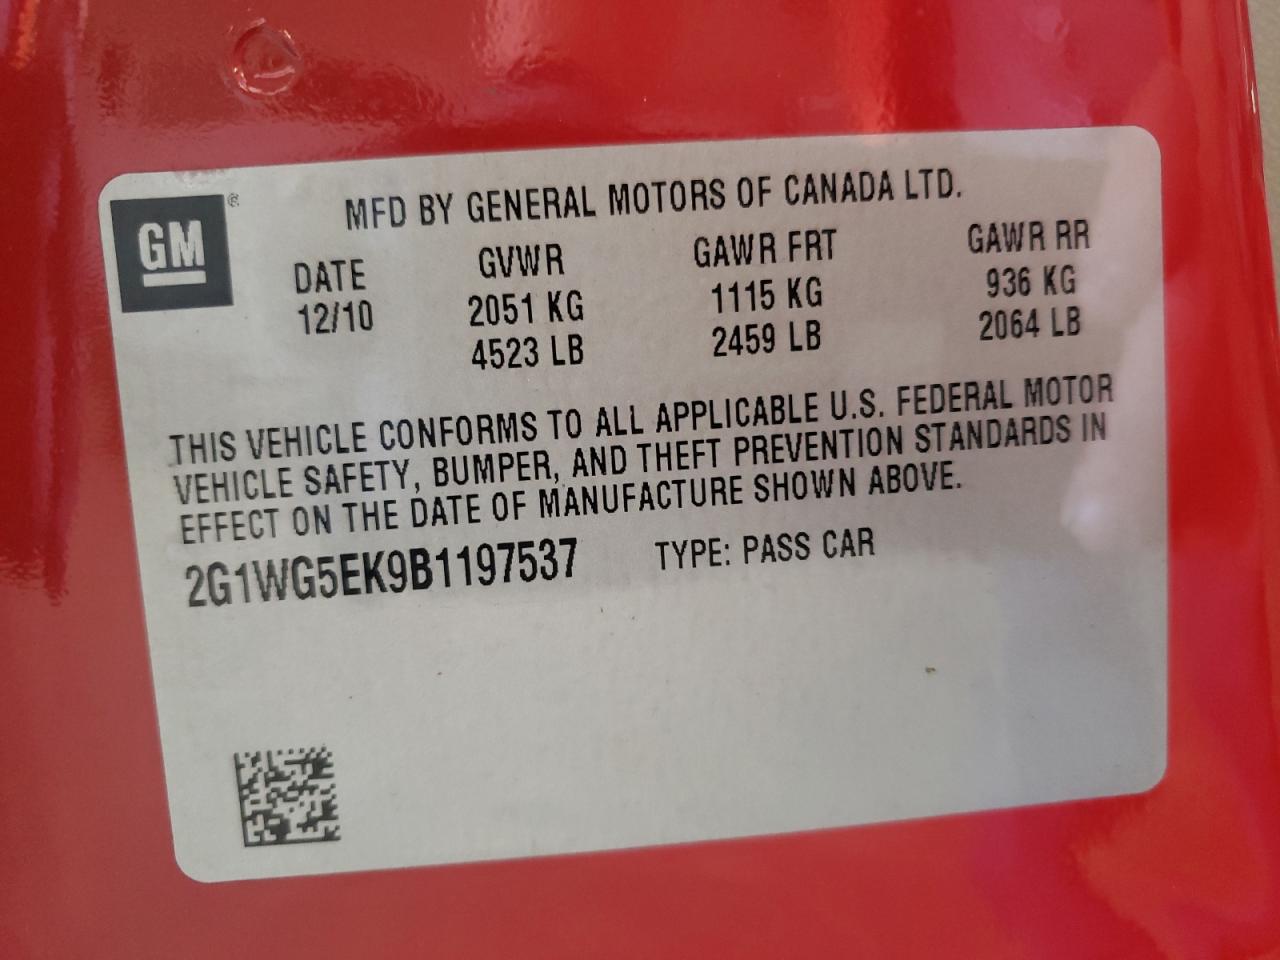 GM ®
MFD BY GENERAL MOTORS OF CANADA LTD.
DATE GVWR GAWR FRT GAWR RR
12/10 2051 KG 1115 KG 936 KG
4523 LB 2459 LB 2064 LB
THIS VEHICLE CONFORMS TO ALL APPLICABLE U.S. FEDERAL MOTOR
VEHICLE SAFETY, BUMPER, AND THEFT PREVENTION STANDARDS IN
EFFECT ON THE DATE OF MANUFACTURE SHOWN ABOVE.
2G1WG5EK9B1197537 TYPE: PASS CAR